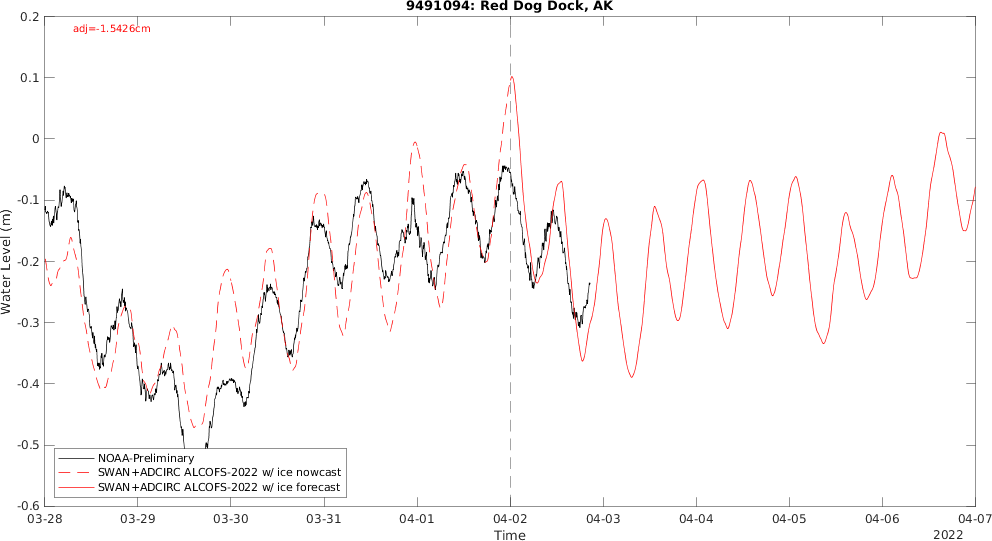 9491094: Red Dog Dock, AK
adj=-1.5426cm
0.2
0.1
0
-0.1
-0.2
-0.3
-0.4
-0.5
-0.6
Water Level (m)
NOAA-Preliminary
SWAN+ADCIRC ALCOFS-2022 w/ ice nowcast
SWAN+ADCIRC ALCOFS-2022 w/ ice forecast
03-28 03-29 03-30 03-31 04-01 04-02 04-03 04-04 04-05 04-06 04-07
Time
2022